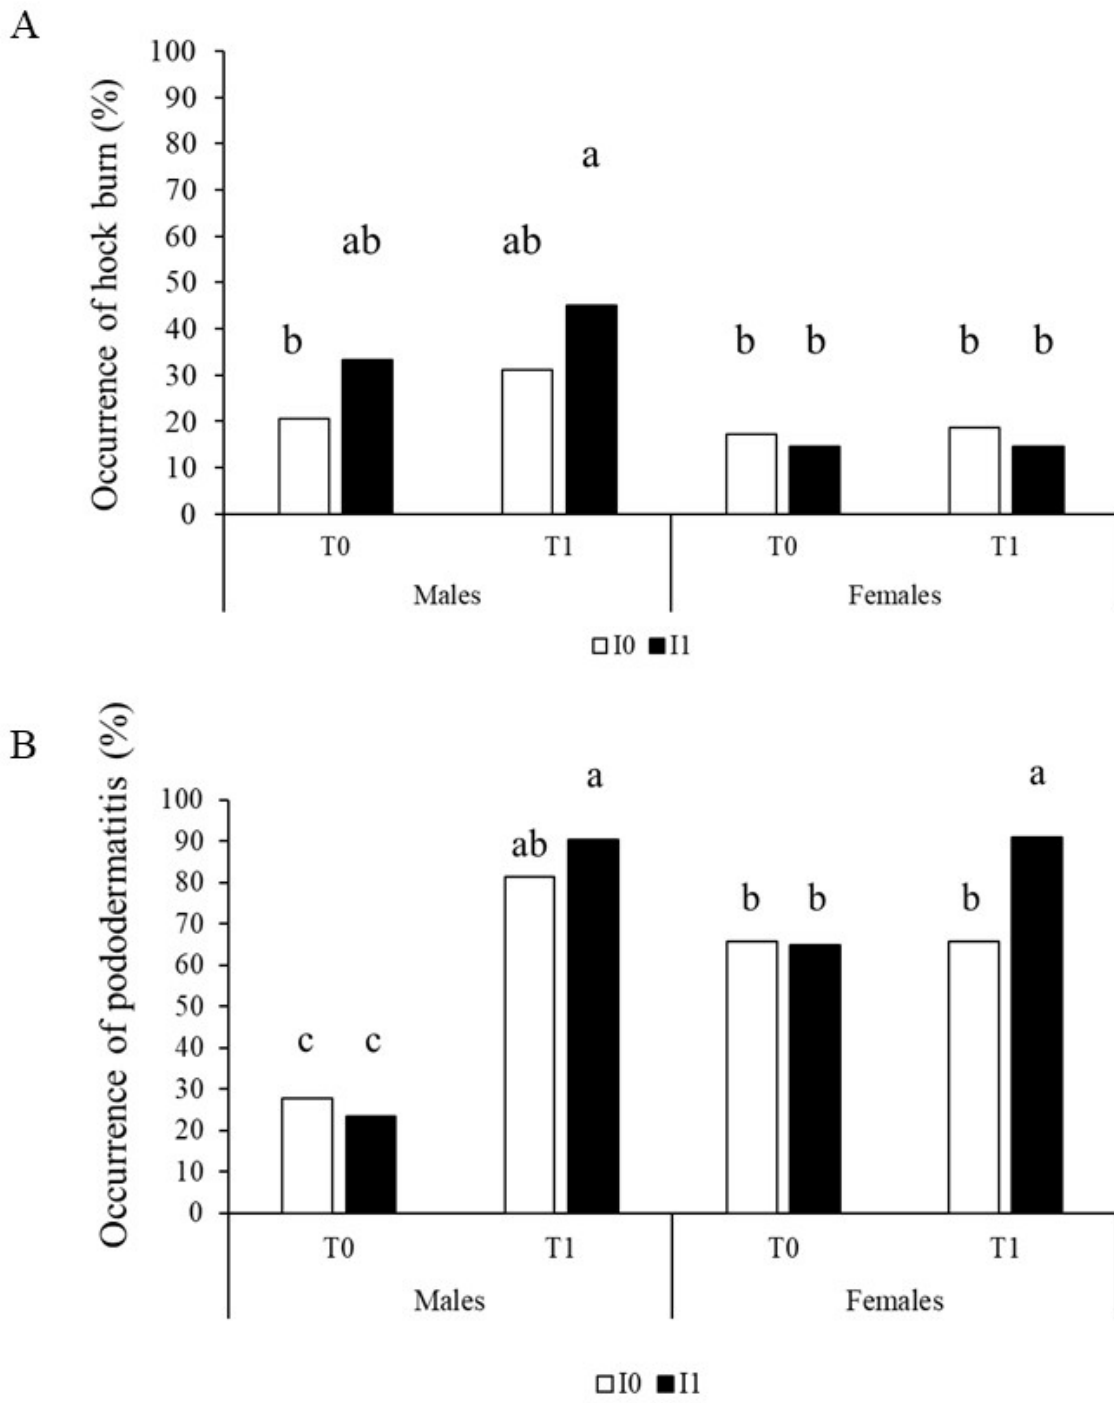 A
Occurrence of hock burn (%)
100
90
80
70
60
50
40
30
20
10
0
b ab ab a b b b b
T0 T1 T0 T1
Males Females
I0 I1
B
Occurrence of pododermatitis (%)
100
90
80
70
60
50
40
30
20
10
0
c c ab a b b b a
T0 T1 T0 T1
Males Females
I0 I1